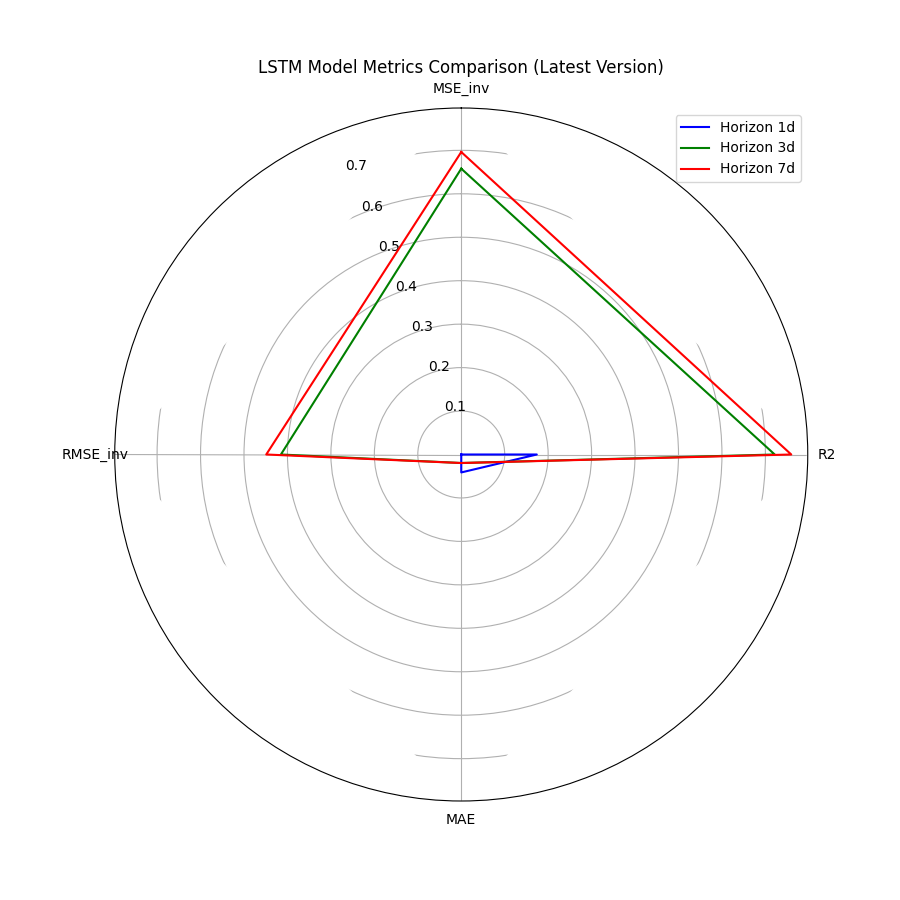 LSTM Model Metrics Comparison (Latest Version)
MSE_inv
Horizon 1d
Horizon 3d
Horizon 7d
0.7
0.6
0.5
0.4
0.3
0.2
0.1
RMSE_inv
R2
MAE